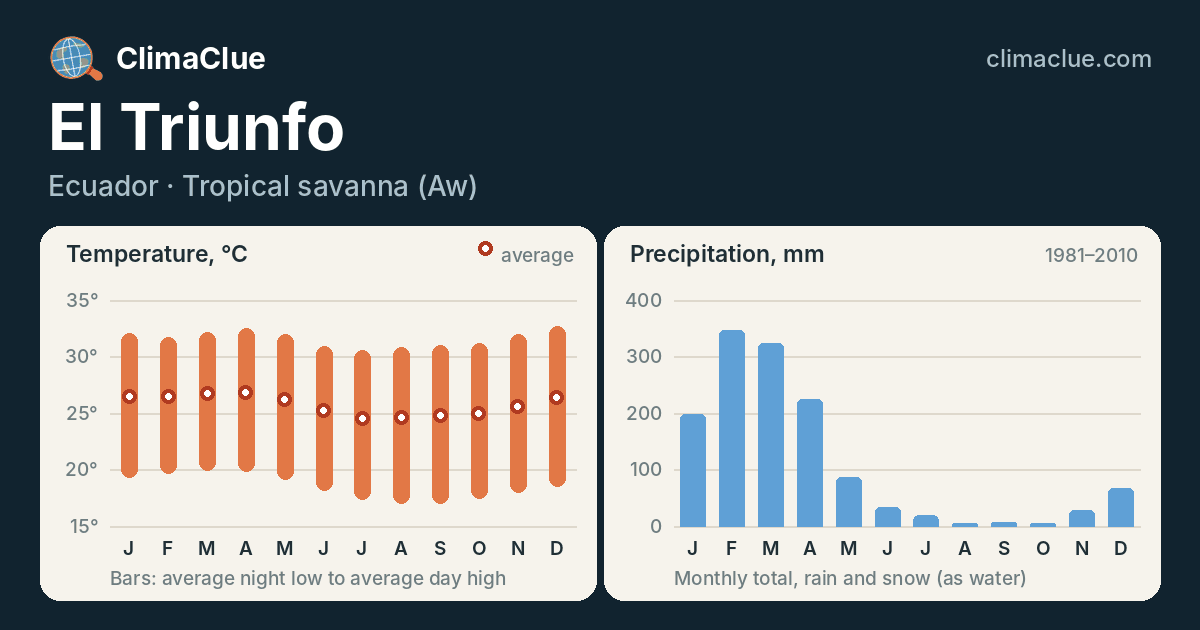 ClimaClue
climaclue.com
El Triunfo
Ecuador · Tropical savanna (Aw)
Temperature, °C
average
35°
30°
25°
20°
15°
J F M A M J J A S O N D
Bars: average night low to average day high
Precipitation, mm
1981–2010
400
300
200
100
0
J F M A M J J A S O N D
Monthly total, rain and snow (as water)